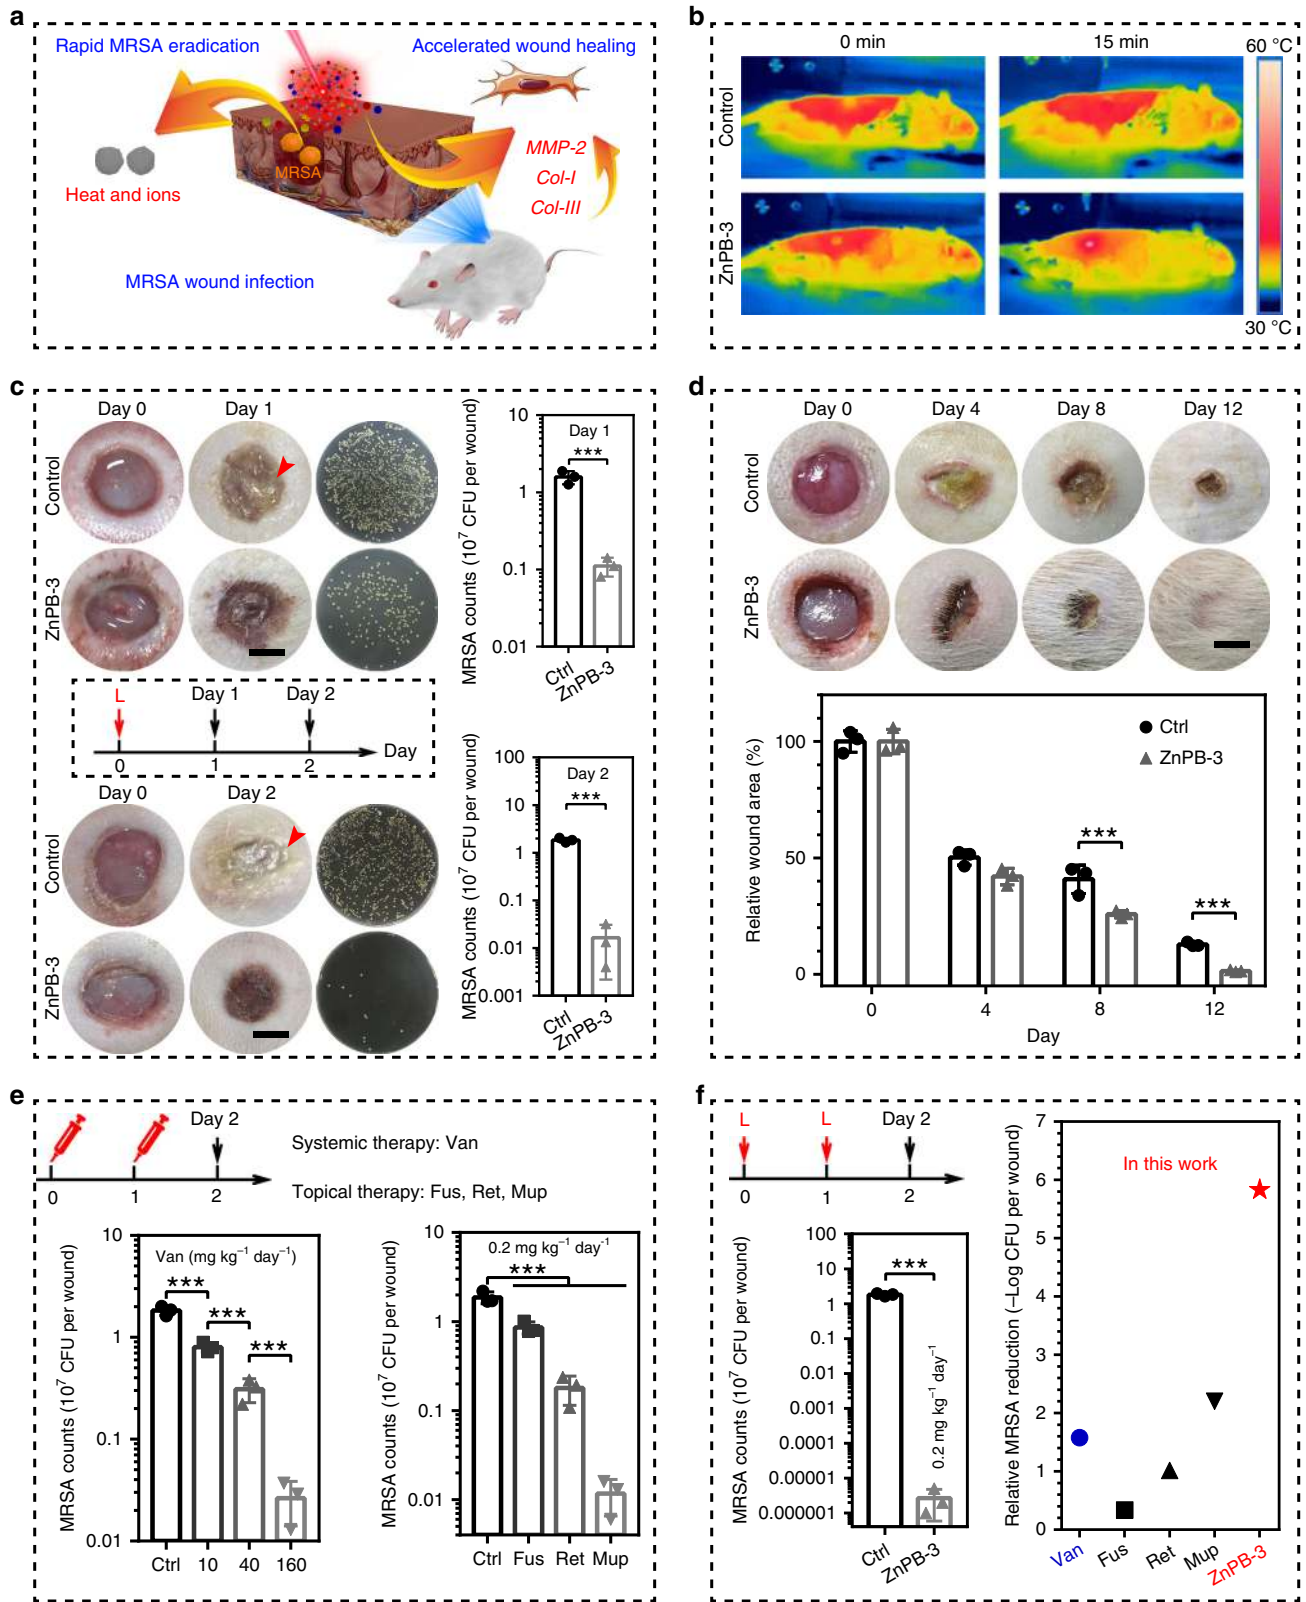 a
Rapid MRSA eradication
Accelerated wound healing
MRSA
Heat and ions
MMP-2
Col-I
Col-III
MRSA wound infection
b
0 min
15 min
60 °C
Control
ZnPB-3
30 °C
c
Day 0
Day 1
Control
ZnPB-3
MRSA counts (10⁷ CFU per wound)
10
1
0.1
0.01
Day 1
***
Ctrl
ZnPB-3
L
Day 1
Day 2
0
1
2
Day
Day 0
Day 2
Control
ZnPB-3
MRSA counts (10⁷ CFU per wound)
100
10
1
0.1
0.01
0.001
Day 2
***
Ctrl
ZnPB-3
d
Day 0
Day 4
Day 8
Day 12
Control
ZnPB-3
Relative wound area (%)
100
50
0
Ctrl
ZnPB-3
***
***
0
4
8
12
Day
e
Day 2
0
1
2
Systemic therapy: Van
Topical therapy: Fus, Ret, Mup
MRSA counts (10⁷ CFU per wound)
10
1
0.1
0.01
Van (mg kg⁻¹ day⁻¹)
***
***
***
Ctrl
10
40
160
MRSA counts (10⁷ CFU per wound)
10
1
0.1
0.01
0.2 mg kg⁻¹ day⁻¹
***
Ctrl
Fus
Ret
Mup
f
L
L
Day 2
0
1
2
MRSA counts (10⁷ CFU per wound)
100
10
1
0.1
0.01
0.001
0.0001
0.00001
0.000001
***
0.2 mg kg⁻¹ day⁻¹
Ctrl
ZnPB-3
Relative MRSA reduction (–Log CFU per wound)
7
6
5
4
3
2
1
0
In this work
Van
Fus
Ret
Mup
ZnPB-3